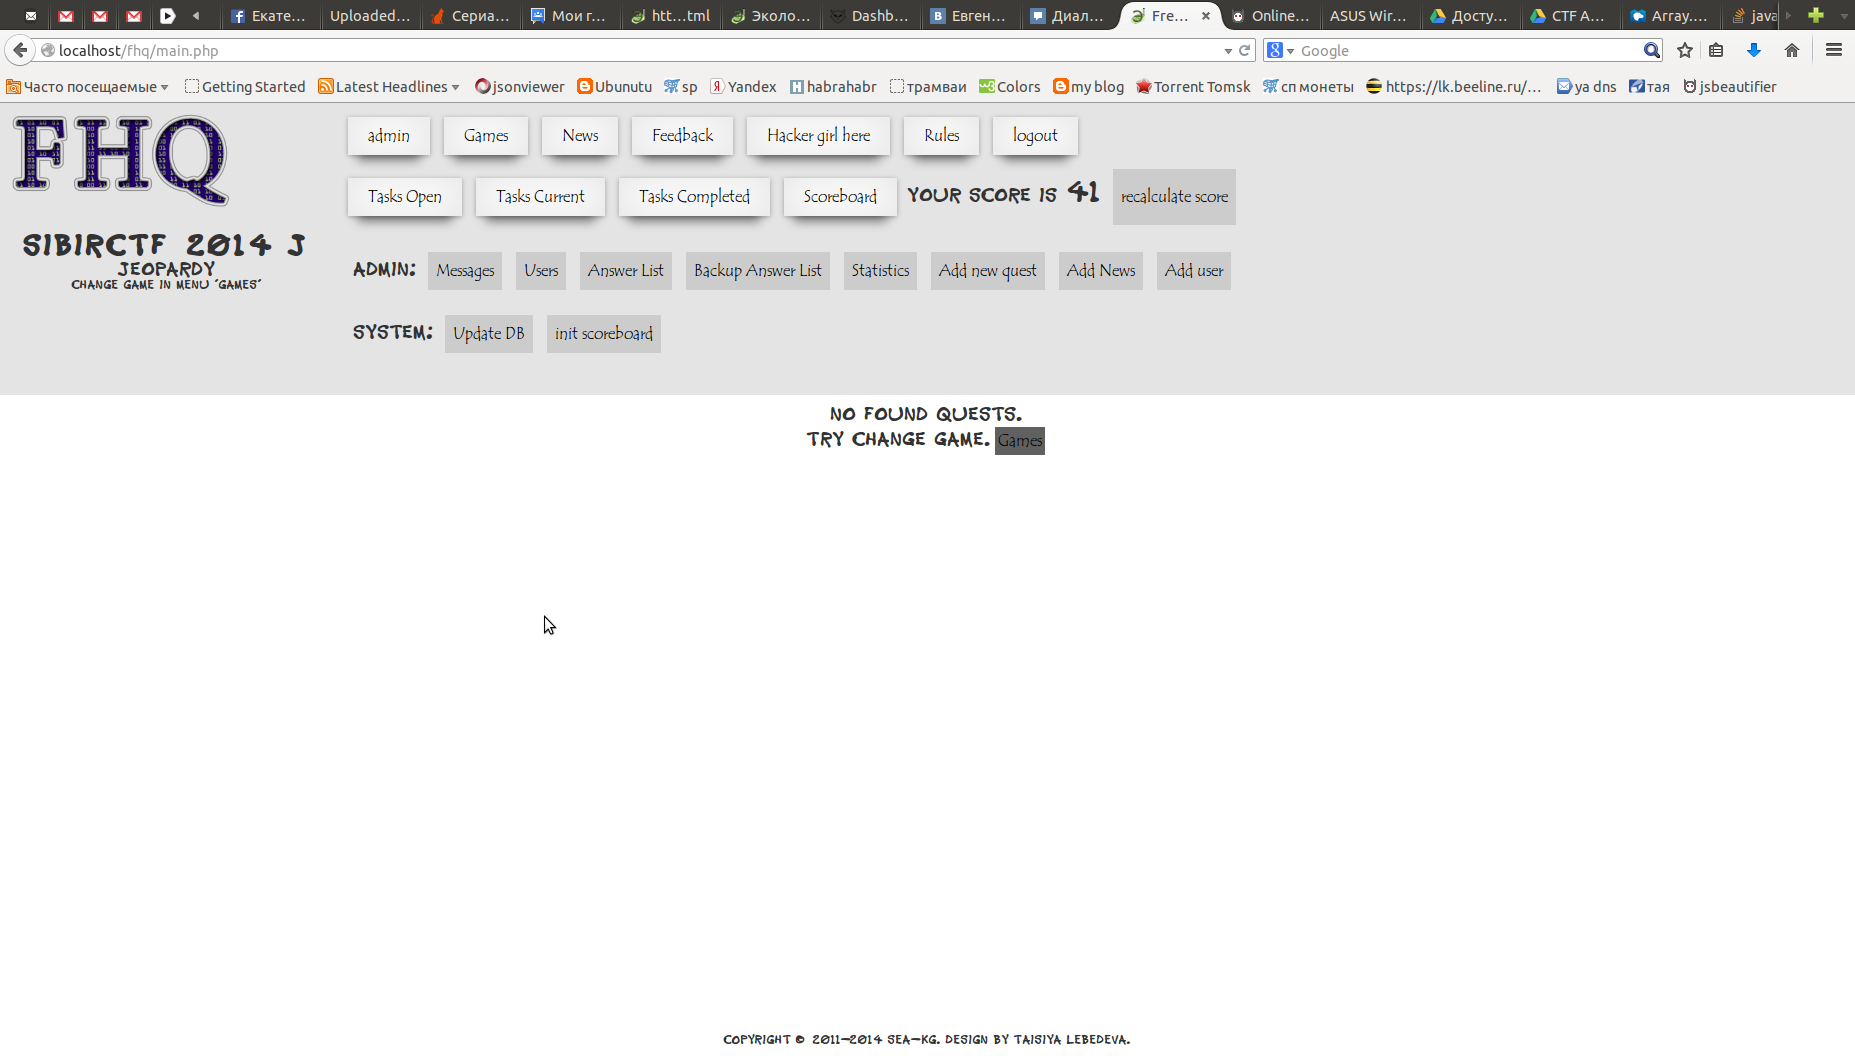 Екате...
Uploaded...
Сериа...
Мои г...
htt...tml
Эколо...
Dashb...
Евген...
Диал...
Fre...
Online...
ASUS Wir...
Досту...
CTF A...
Array....
java
localhost/fhq/main.php
Google
Часто посещаемые
Getting Started
Latest Headlines
jsonviewer
Ubunutu
sp
Yandex
habrahabr
трамваи
Colors
my blog
Torrent Tomsk
сп монеты
https://lk.beeline.ru/...
ya dns
тая
jsbeautifier
FHQ
admin
Games
News
Feedback
Hacker girl here
Rules
logout
Tasks Open
Tasks Current
Tasks Completed
Scoreboard
YOUR SCORE IS 41
recalculate score
SIBIRCTF 2014 J
JEOPARDY
CHANGE GAME IN MENU "GAMES"
ADMIN:
Messages
Users
Answer List
Backup Answer List
Statistics
Add new quest
Add News
Add user
SYSTEM:
Update DB
init scoreboard
NO FOUND QUESTS.
TRY CHANGE GAME. Games
COPYRIGHT © 2011-2014 SEA-KG. DESIGN BY TAISIYA LEBEDEVA.